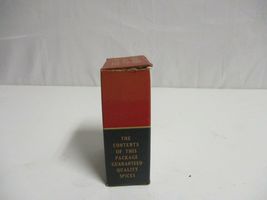 THE
CONTENTS
OF THIS
PACKAGE
GUARANTEED
QUALITY
SPICES